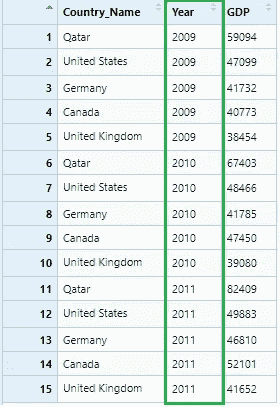 Country_Name Year GDP
1 Qatar 2009 59094
2 United States 2009 47099
3 Germany 2009 41732
4 Canada 2009 40773
5 United Kingdom 2009 38454
6 Qatar 2010 67403
7 United States 2010 48466
8 Germany 2010 41785
9 Canada 2010 47450
10 United Kingdom 2010 39080
11 Qatar 2011 82409
12 United States 2011 49883
13 Germany 2011 46810
14 Canada 2011 52101
15 United Kingdom 2011 41652